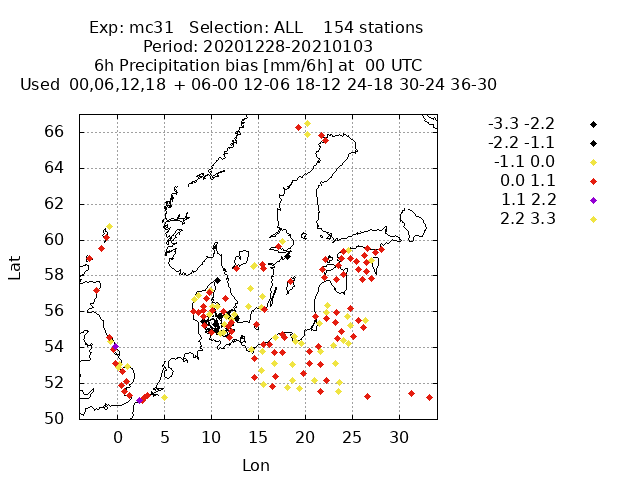 Exp: mc31   Selection: ALL    154 stations
Period: 20201228-20210103
6h Precipitation bias [mm/6h] at  00 UTC
Used  00,06,12,18  + 06-00 12-06 18-12 24-18 30-24 36-30
-3.3 -2.2
-2.2 -1.1
-1.1 0.0
0.0 1.1
1.1 2.2
2.2 3.3
66
64
62
60
58
56
54
52
50
Lat
0 5 10 15 20 25 30
Lon